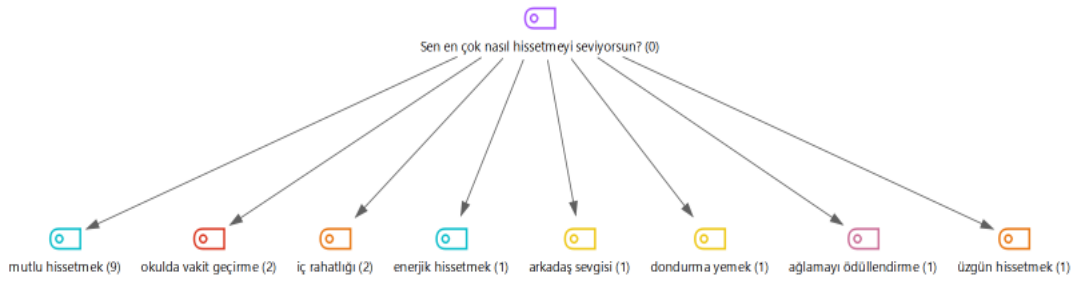 Sen en çok nasıl hissetmeyi seviyorsun? (0)
mutlu hissetmek (9)
okulda vakit geçirme (2)
iç rahatlığı (2)
enerjik hissetmek (1)
arkadaş sevgisi (1)
dondurma yemek (1)
ağlamayı ödüllendirme (1)
üzgün hissetmek (1)